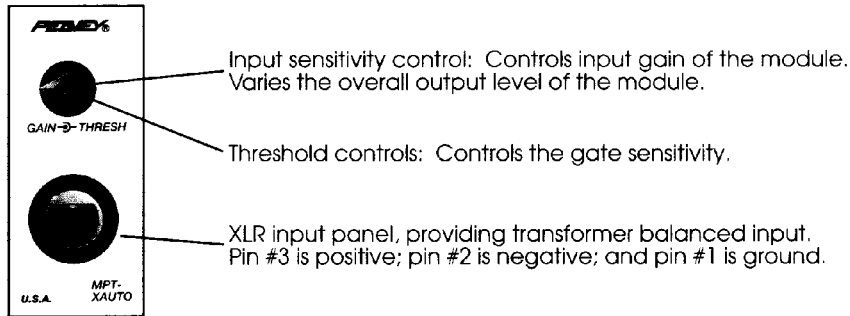 PEAVEY®
Input sensitivity control: Controls input gain of the module.
Varies the overall output level of the module.
GAIN THRESH
Threshold controls: Controls the gate sensitivity.
XLR input panel, providing transformer balanced input.
Pin #3 is positive; pin #2 is negative; and pin #1 is ground.
U.S.A.
MPT-
XAUTO